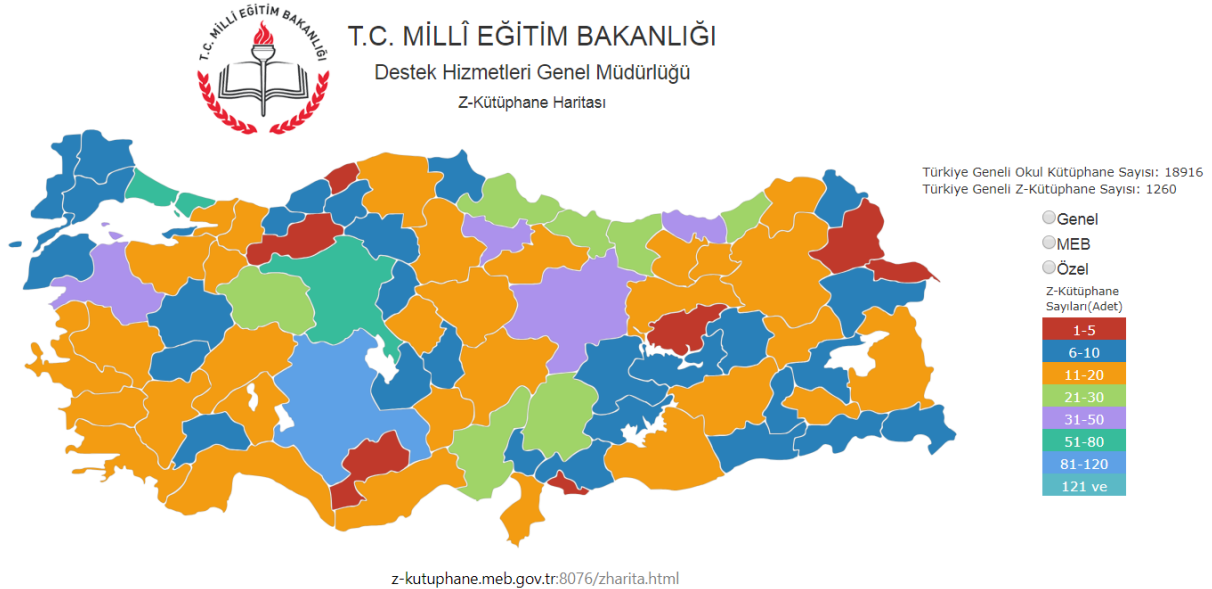 T.C. MİLLÎ EĞİTİM BAKANLIĞI
T.C. MİLLÎ EĞİTİM BAKANLIĞI
Destek Hizmetleri Genel Müdürlüğü
Z-Kütüphane Haritası
Türkiye Geneli Okul Kütüphane Sayısı: 18916
Türkiye Geneli Z-Kütüphane Sayısı: 1260
Genel
MEB
Özel
Z-Kütüphane
Sayıları(Adet)
1-5
6-10
11-20
21-30
31-50
51-80
81-120
121 ve
z-kutuphane.meb.gov.tr:8076/zharita.html